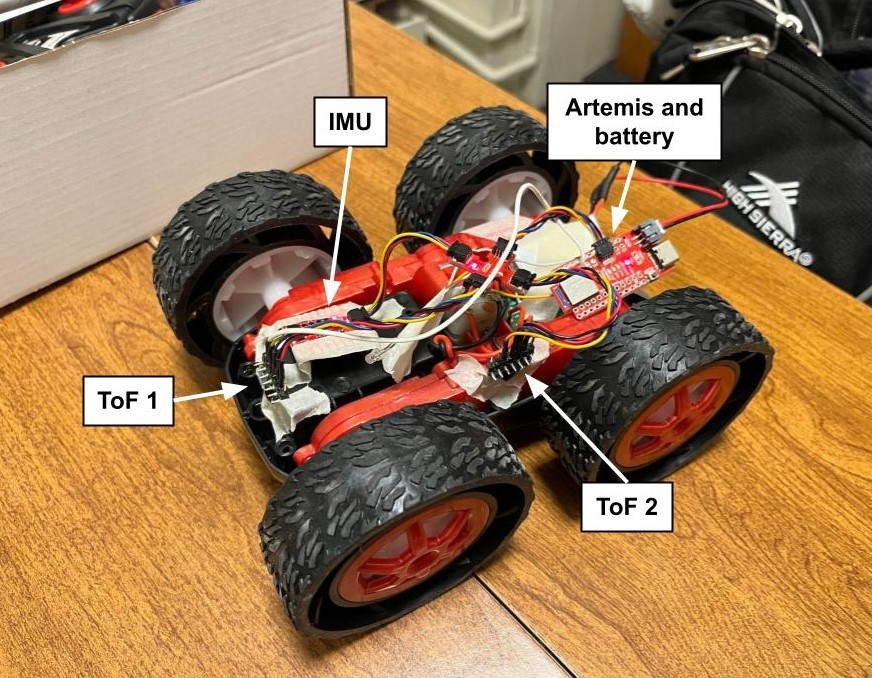 IMU
Artemis and
battery
ToF 1
ToF 2
HIGH SIERRA®